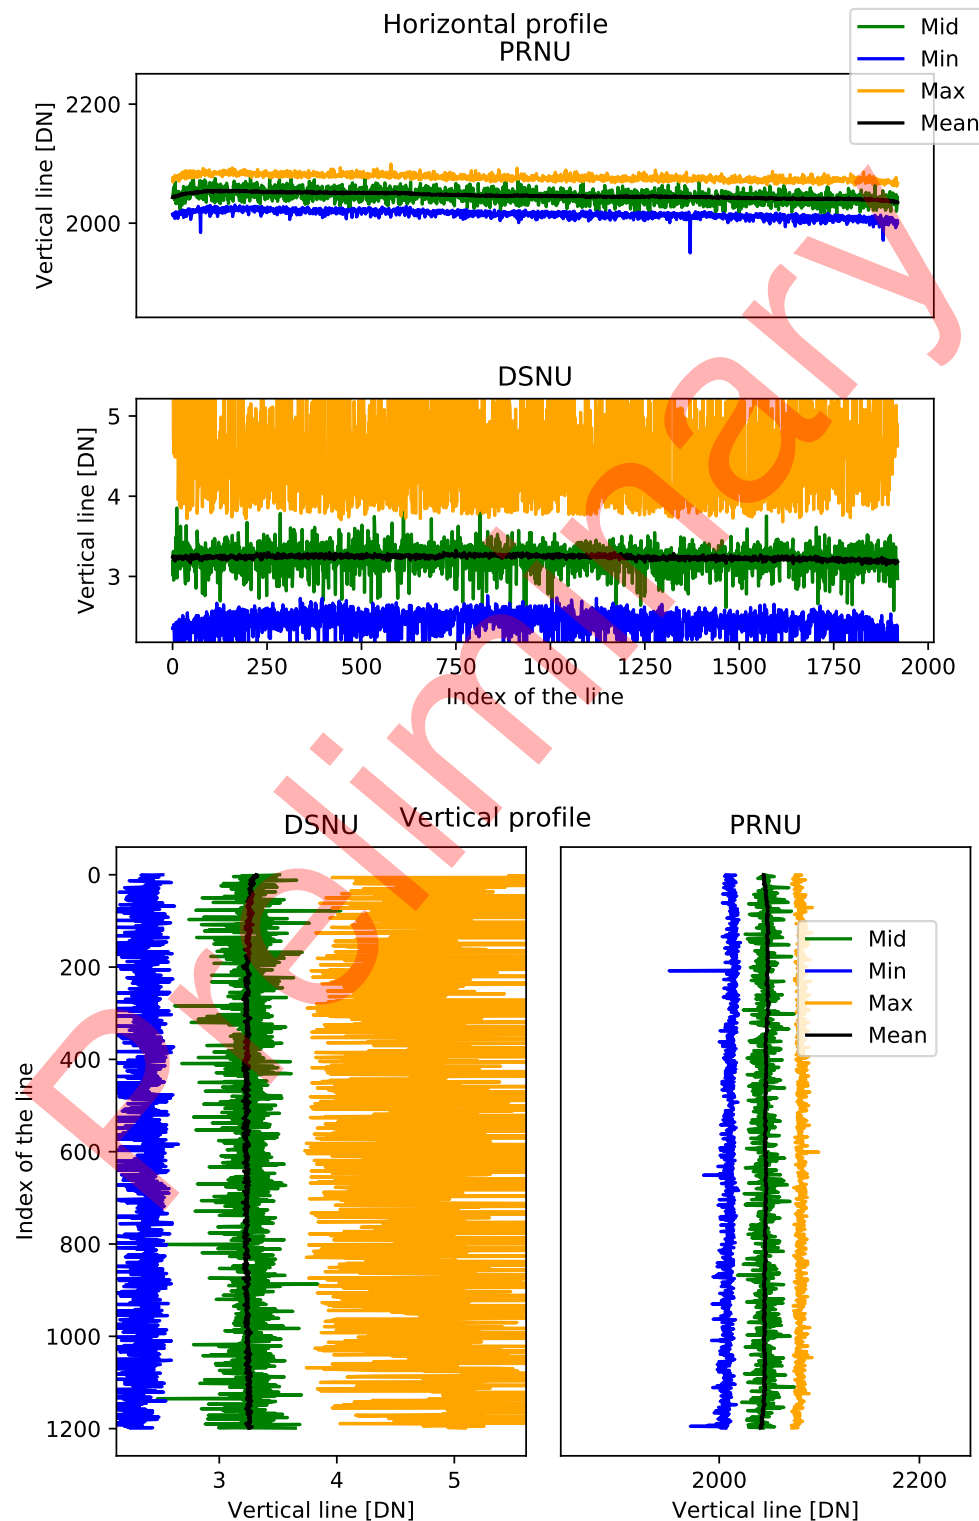 Horizontal profile
PRNU
Mid
Min
Max
Mean
2200
2000
Vertical line [DN]
DSNU
5
4
3
Vertical line [DN]
0 250 500 750 1000 1250 1500 1750 2000
Index of the line
Preliminary
Vertical profile
DSNU
PRNU
0
200
400
600
800
1000
1200
Index of the line
Mid
Min
Max
Mean
3 4 5
Vertical line [DN]
2000 2200
Vertical line [DN]